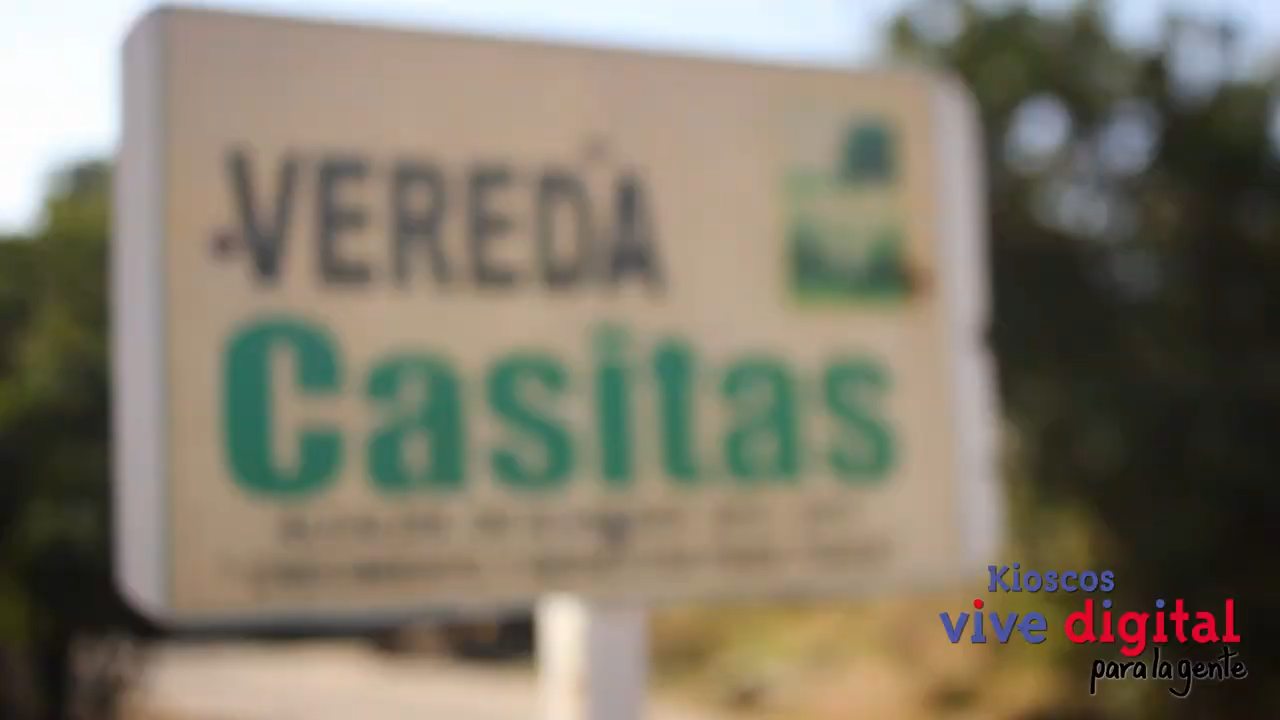 VEREDA
Casitas
Kioscos
vive digital
para la gente